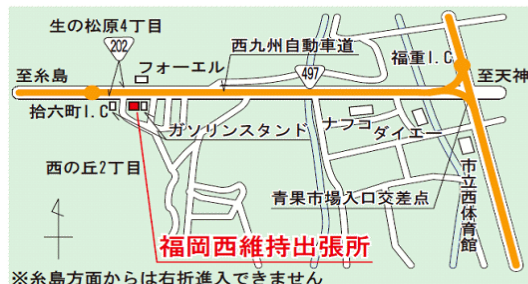 生の松原4丁目
202
フォーエル
西九州自動車道
497
福重I.C
至糸島
至天神
拾六町I.C
ガソリンスタンド
ナフコ
ダイエー
西の丘2丁目
青果市場入口交差点
市立西体育館
福岡西維持出張所
※糸島方面からは右折進入できません